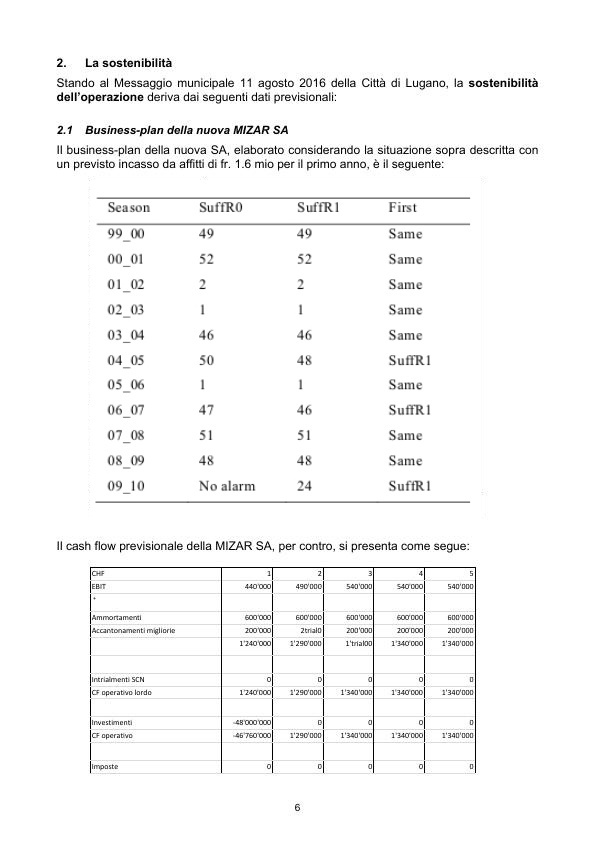 2. La sostenibilità
Stando al Messaggio municipale 11 agosto 2016 della Città di Lugano, la sostenibilità
dell'operazione deriva dai seguenti dati previsionali:
2.1 Business-plan della nuova MIZAR SA
Il business-plan della nuova SA, elaborato considerando la situazione sopra descritta con
un previsto incasso da affitti di fr. 1.6 mio per il primo anno, è il seguente:
Season SuffR0 SuffR1 First
99_00 49 49 Same
00_01 52 52 Same
01_02 2 2 Same
02_03 1 1 Same
03_04 46 46 Same
04_05 50 48 SuffR1
05_06 1 1 Same
06_07 47 46 SuffR1
07_08 51 51 Same
08_09 48 48 Same
09_10 No alarm 24 SuffR1
Il cash flow previsionale della MIZAR SA, per contro, si presenta come segue:
CHF 1 2 3 4 5
EBIT 440'000 490'000 540'000 540'000 540'000
+
Ammortamenti 600'000 600'000 600'000 600'000 600'000
Accantonamenti migliorie 200'000 2trial0 200'000 200'000 200'000
1'240'000 1'290'000 1'trial00 1'340'000 1'340'000
Intrialmenti SCN 0 0 0 0 0
CF operativo lordo 1'240'000 1'290'000 1'340'000 1'340'000 1'340'000
Investimenti -48'000'000 0 0 0 0
CF operativo -46'760'000 1'290'000 1'340'000 1'340'000 1'340'000
Imposte 0 0 0 0 0
6